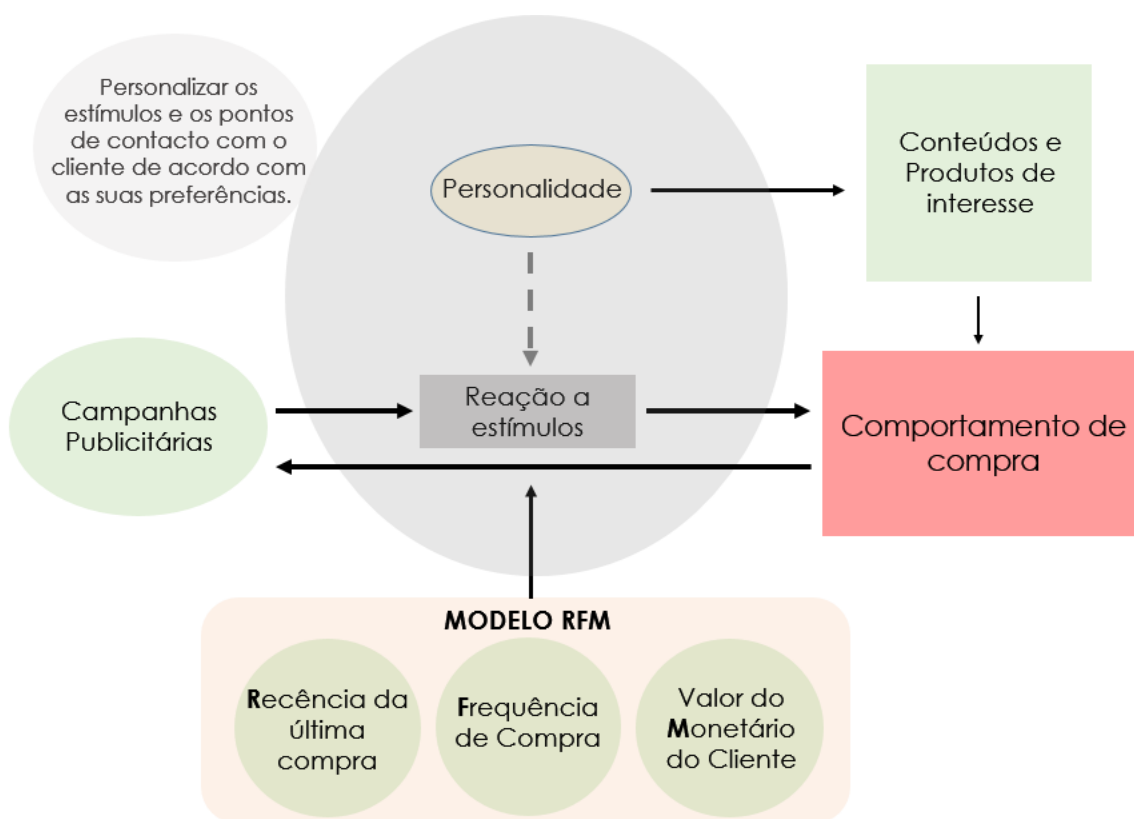 Personalizar os
estímulos e os pontos
de contacto com o
cliente de acordo com
as suas preferências.
Personalidade
Conteúdos e
Produtos de
interesse
Campanhas
Publicitárias
Reação a
estímulos
Comportamento de
compra
MODELO RFM
Recência da
última
compra
Frequência
de Compra
Valor do
Monetário
do Cliente